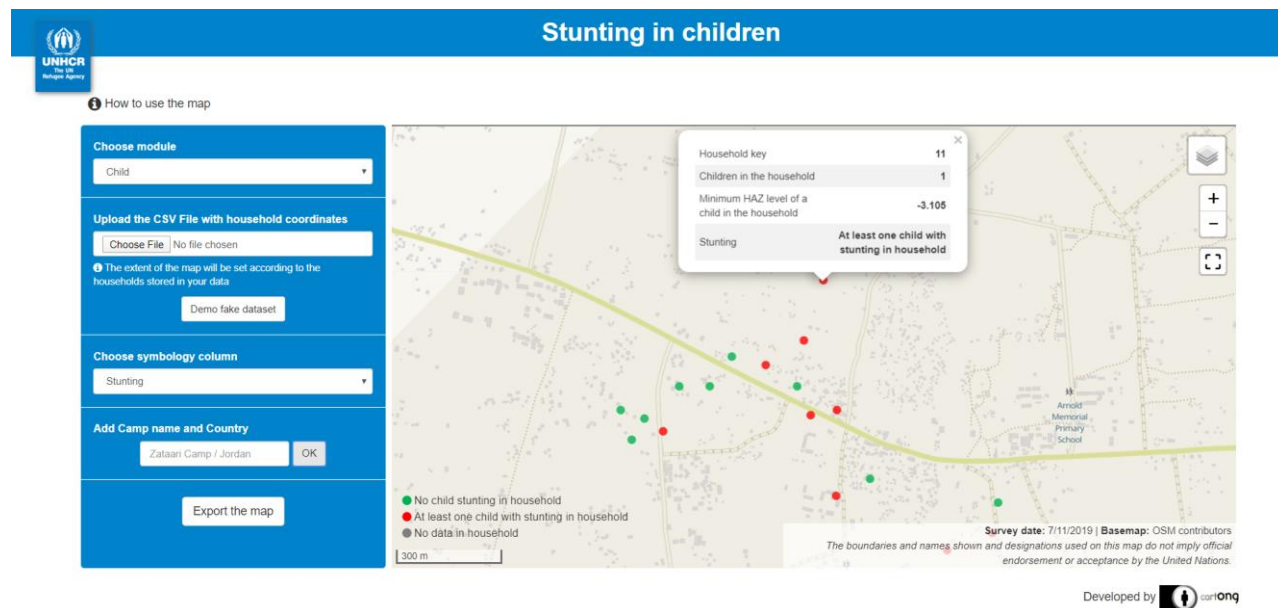 Stunting in children
UNHCR
The UN
Refugee Agency
How to use the map
Choose module
Child
Upload the CSV File with household coordinates
Choose File No file chosen
The extent of the map will be set according to the
households stored in your data
Demo fake dataset
Choose symbology column
Stunting
Add Camp name and Country
Zataari Camp / Jordan OK
Export the map
Household key 11
Children in the household 1
Minimum HAZ level of a
child in the household -3.105
Stunting At least one child with
stunting in household
×
+
−
Arnold
Memorial
Primary
School
No child stunting in household
At least one child with stunting in household
No data in household
300 m
Survey date: 7/11/2019 | Basemap: OSM contributors
The boundaries and names shown and designations used on this map do not imply official
endorsement or acceptance by the United Nations.
Developed by cartong